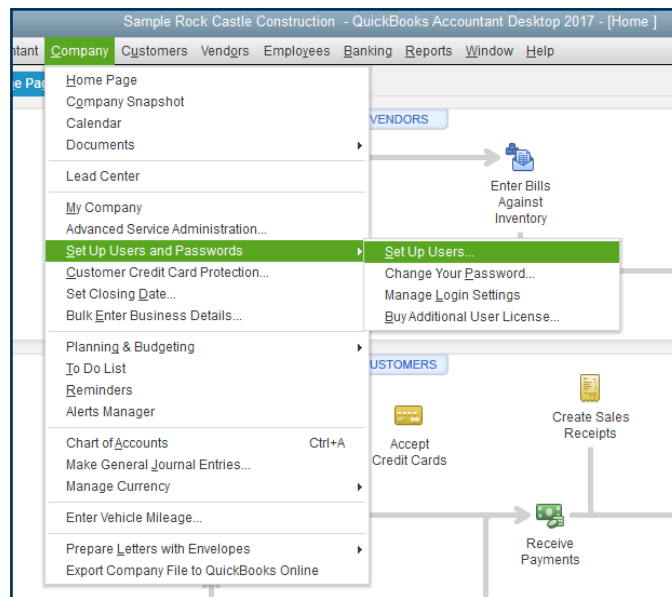 Sample Rock Castle Construction - QuickBooks Accountant Desktop 2017 - [Home ]
ntant Company Customers Vendors Employees Banking Reports Window Help
e Pag
Home Page
Company Snapshot
Calendar
Documents
Lead Center
My Company
Advanced Service Administration...
Set Up Users and Passwords
Customer Credit Card Protection...
Set Closing Date...
Bulk Enter Business Details...
Planning & Budgeting
To Do List
Reminders
Alerts Manager
Chart of Accounts Ctrl+A
Make General Journal Entries...
Manage Currency
Enter Vehicle Mileage...
Prepare Letters with Envelopes
Export Company File to QuickBooks Online
Set Up Users...
Change Your Password...
Manage Login Settings
Buy Additional User License...
VENDORS
Enter Bills
Against
Inventory
USTOMERS
Accept
Credit Cards
Create Sales
Receipts
Receive
Payments